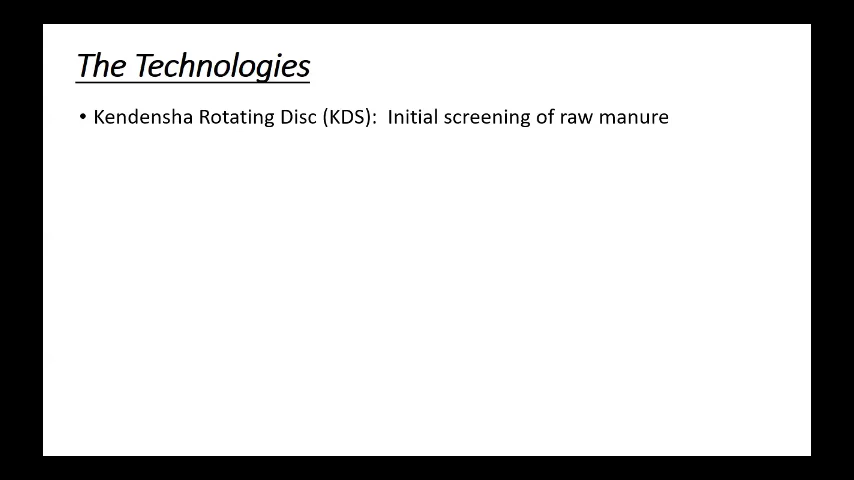 The Technologies
• Kendensha Rotating Disc (KDS):  Initial screening of raw manure